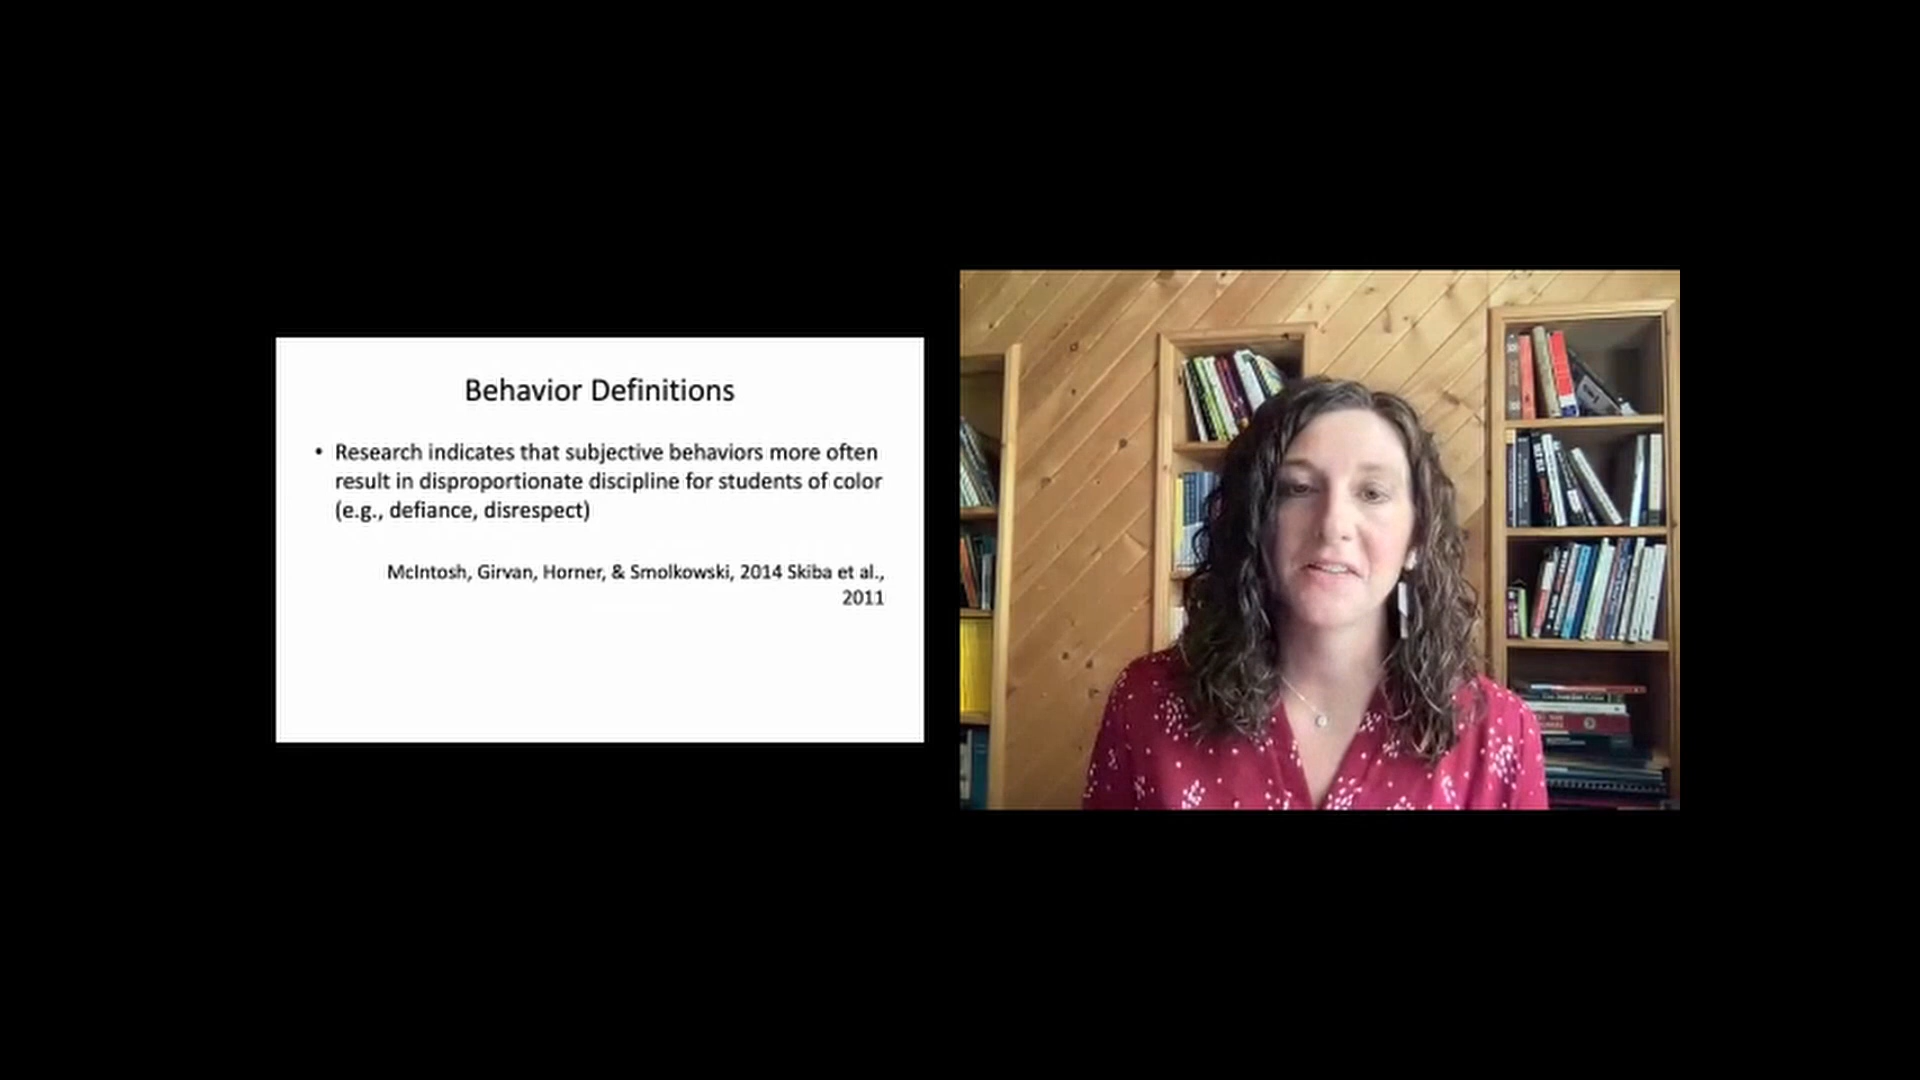 Behavior Definitions
• Research indicates that subjective behaviors more often
result in disproportionate discipline for students of color
(e.g., defiance, disrespect)
McIntosh, Girvan, Horner, & Smolkowski, 2014 Skiba et al.,
2011